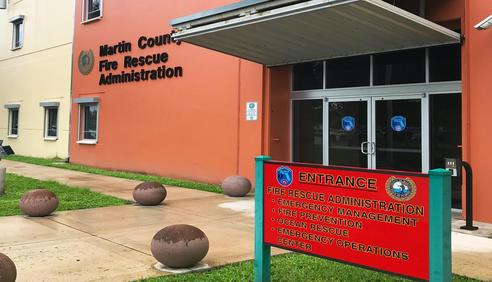 Martin County
Fire Rescue
Administration
ENTRANCE
FIRE RESCUE ADMINISTRATION
• EMERGENCY MANAGEMENT
• FIRE PREVENTION
• OCEAN RESCUE
• EMERGENCY OPERATIONS
CENTER